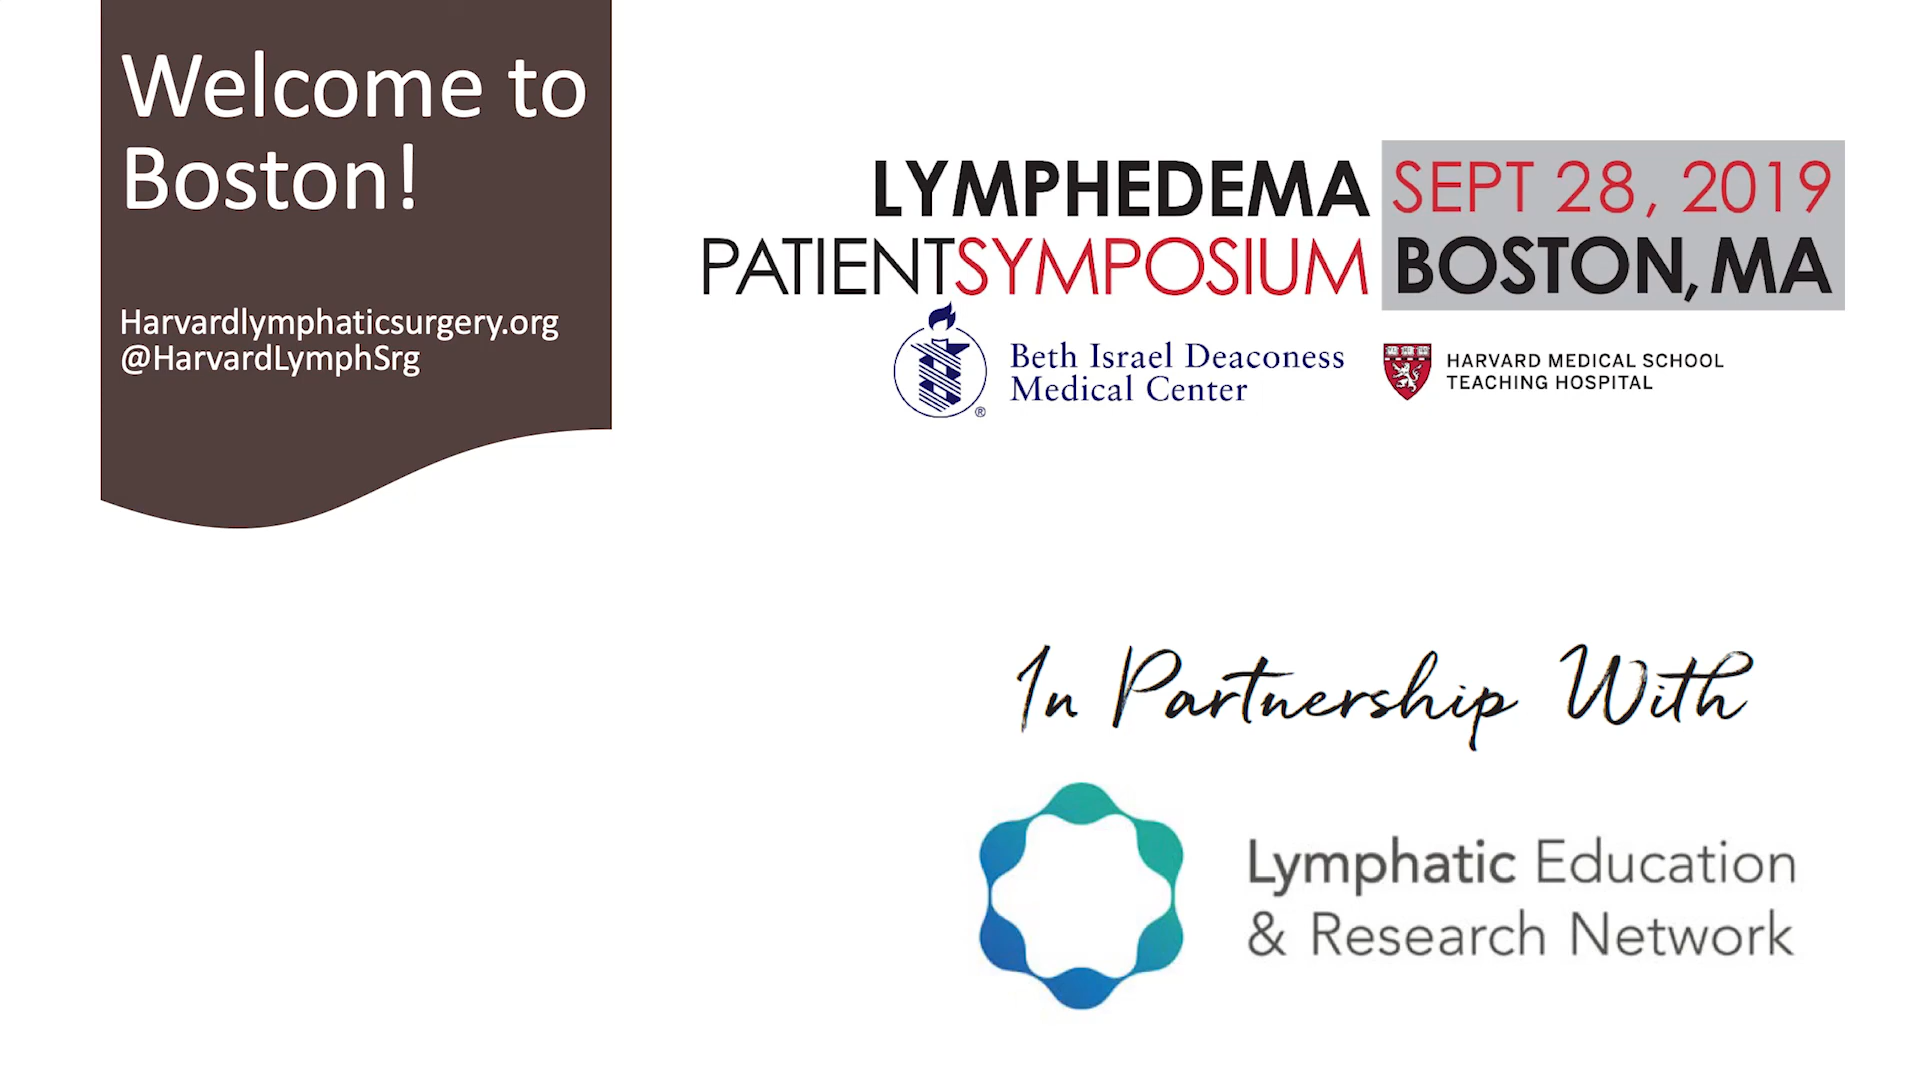 Welcome to
Boston!
Harvardlymphaticsurgery.org
@HarvardLymphSrg
LYMPHEDEMA
PATIENTSYMPOSIUM
SEPT 28, 2019
BOSTON, MA
Beth Israel Deaconess
Medical Center
®
HARVARD MEDICAL SCHOOL
TEACHING HOSPITAL
In Partnership With
Lymphatic Education
& Research Network